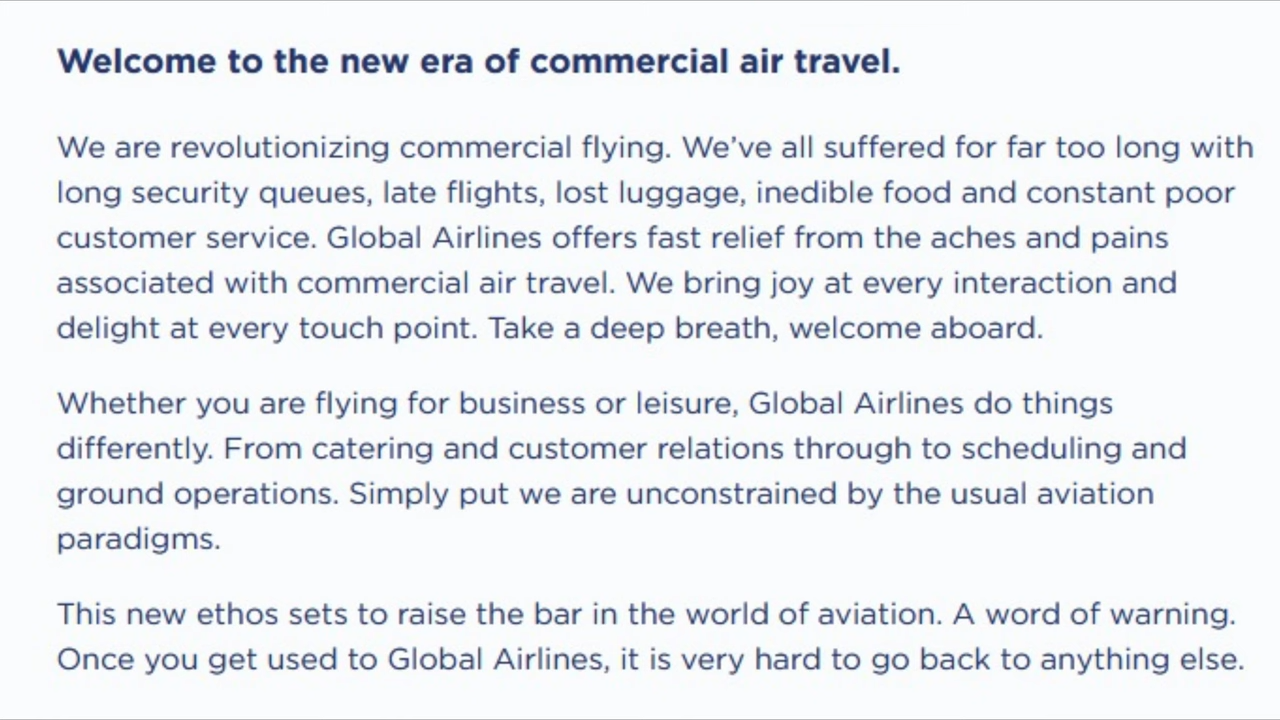 Welcome to the new era of commercial air travel.
We are revolutionizing commercial flying. We’ve all suffered for far too long with
long security queues, late flights, lost luggage, inedible food and constant poor
customer service. Global Airlines offers fast relief from the aches and pains
associated with commercial air travel. We bring joy at every interaction and
delight at every touch point. Take a deep breath, welcome aboard.
Whether you are flying for business or leisure, Global Airlines do things
differently. From catering and customer relations through to scheduling and
ground operations. Simply put we are unconstrained by the usual aviation
paradigms.
This new ethos sets to raise the bar in the world of aviation. A word of warning.
Once you get used to Global Airlines, it is very hard to go back to anything else.